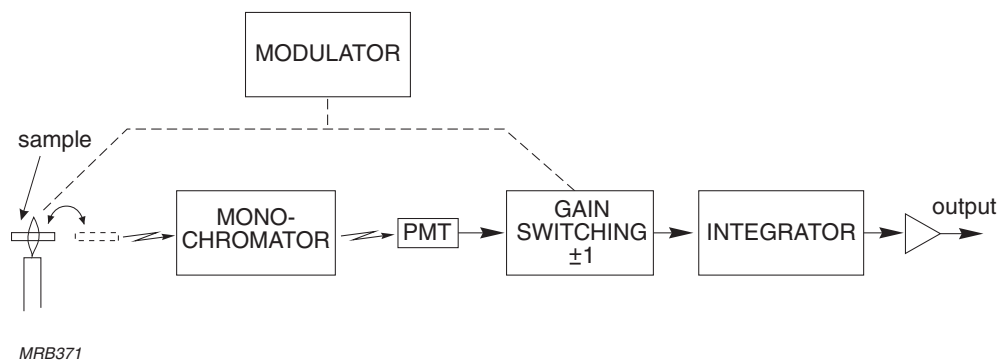 MODULATOR
sample
MONO-
CHROMATOR
PMT
GAIN
SWITCHING
±1
INTEGRATOR
output
MRB371